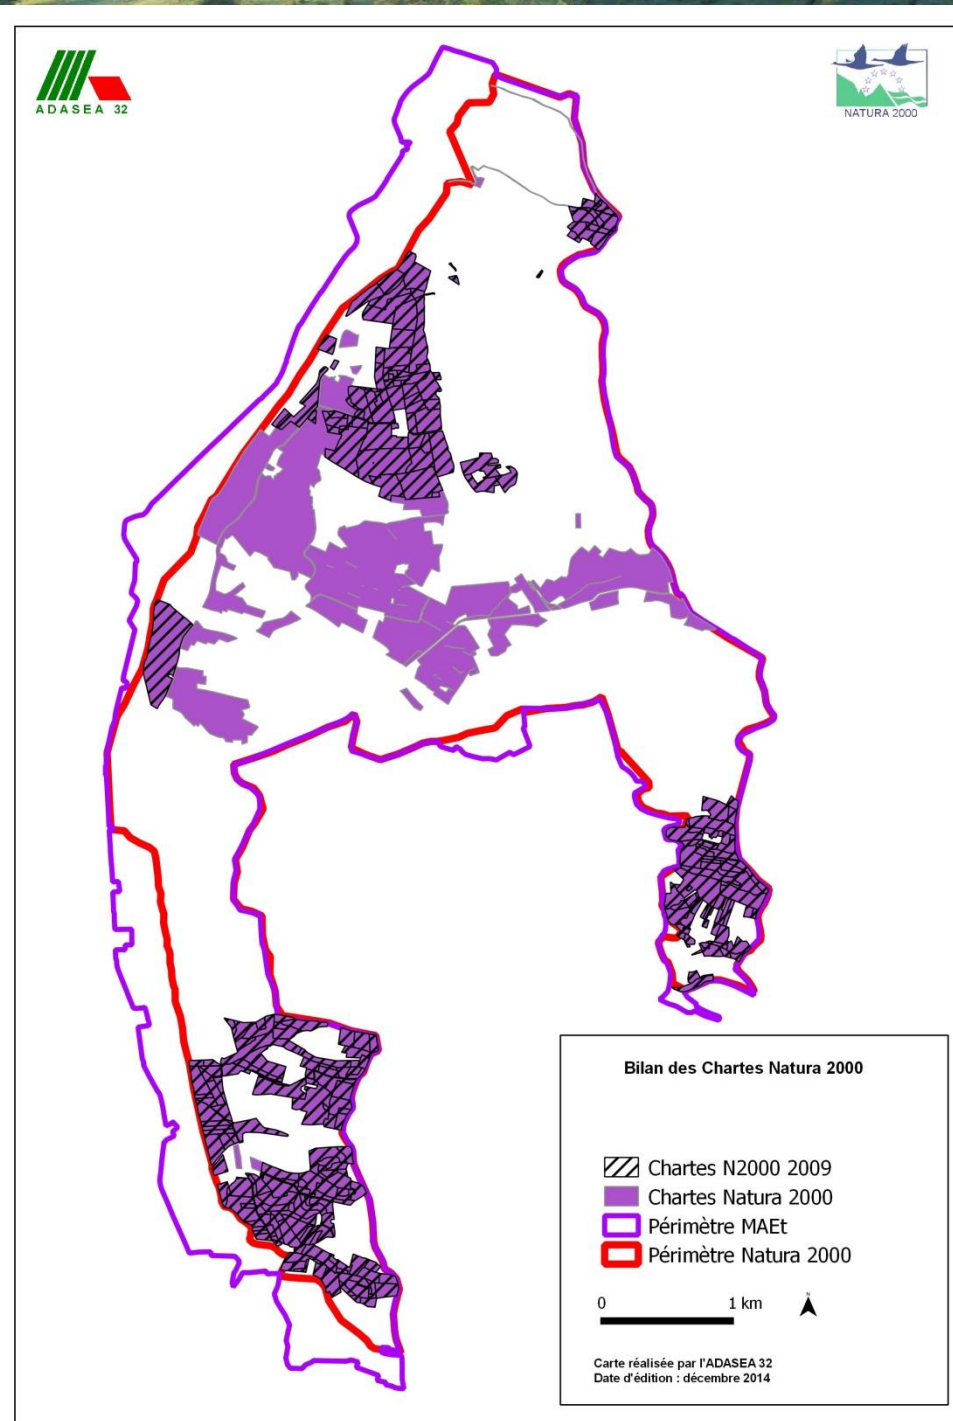 ADASEA 32
NATURA 2000
Bilan des Chartes Natura 2000
Chartes N2000 2009
Chartes Natura 2000
Périmètre MAEt
Périmètre Natura 2000
0 1 km
N
Carte réalisée par l'ADASEA 32
Date d'édition : décembre 2014